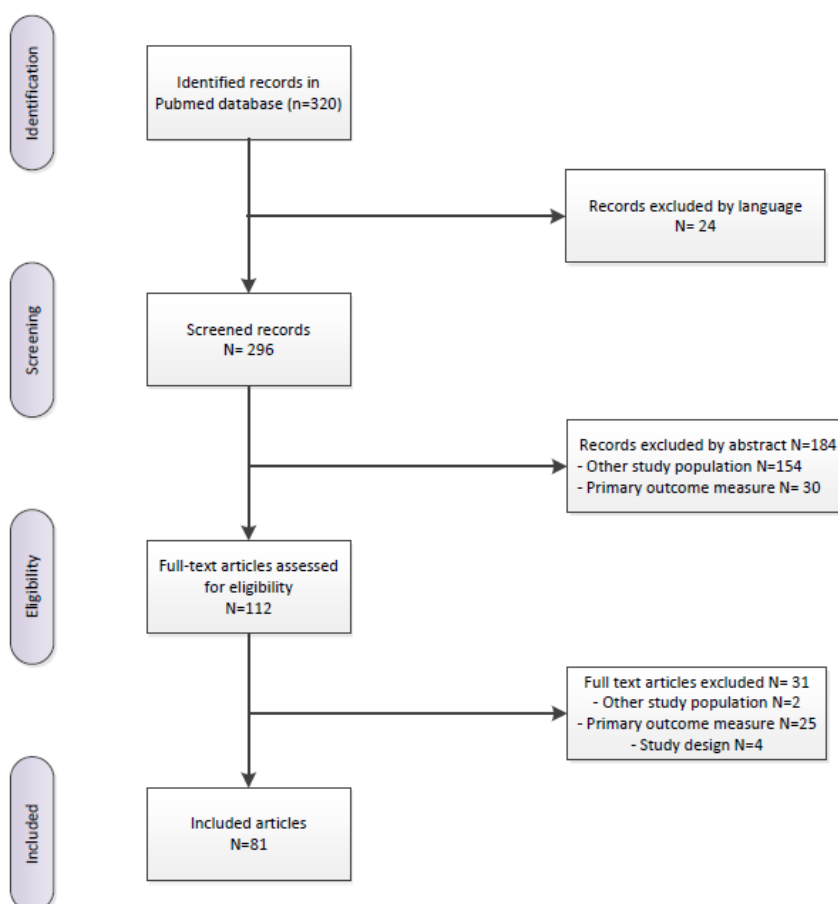 Identification
Identified records in
Pubmed database (n=320)
Records excluded by language
N= 24
Screening
Screened records
N= 296
Records excluded by abstract N=184
- Other study population N=154
- Primary outcome measure N= 30
Eligibility
Full-text articles assessed
for eligibility
N=112
Full text articles excluded N= 31
- Other study population N=2
- Primary outcome measure N=25
- Study design N=4
Included
Included articles
N=81